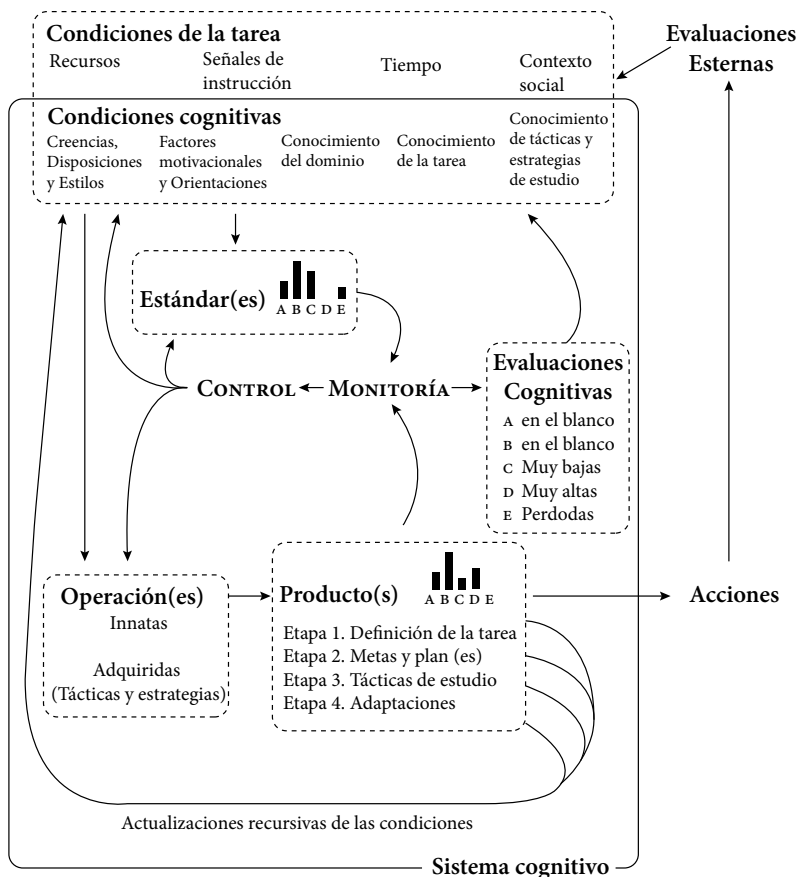 Condiciones de la tarea
Recursos
Señales de
instrucción
Tiempo
Contexto
social
Evaluaciones
Esternas
Condiciones cognitivas
Creencias,
Disposiciones
y Estilos
Factores
motivacionales
y Orientaciones
Conocimiento
del dominio
Conocimiento
de la tarea
Conocimiento
de tácticas y
estrategias
de estudio
Estándar(es)
A B C D E
CONTROL
MONITORÍA
Evaluaciones
Cognitivas
A en el blanco
B en el blanco
C Muy bajas
D Muy altas
E Perdodas
Operación(es)
Innatas
Adquiridas
(Tácticas y estrategias)
Producto(s)
A B C D E
Etapa 1. Definición de la tarea
Etapa 2. Metas y plan (es)
Etapa 3. Tácticas de estudio
Etapa 4. Adaptaciones
Acciones
Actualizaciones recursivas de las condiciones
Sistema cognitivo